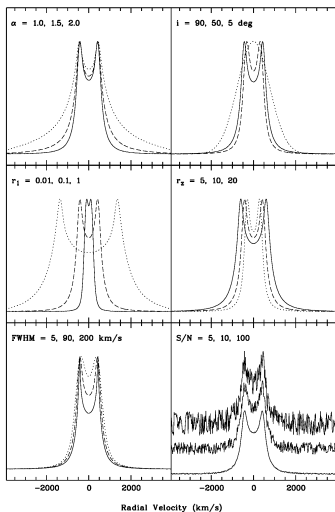 α = 1.0, 1.5, 2.0
i = 90, 50, 5 deg
r₁ = 0.01, 0.1, 1
r₂ = 5, 10, 20
FWHM = 5, 90, 200 km/s
S/N = 5, 10, 100
−2000 0 2000
−2000 0 2000
Radial Velocity (km/s)